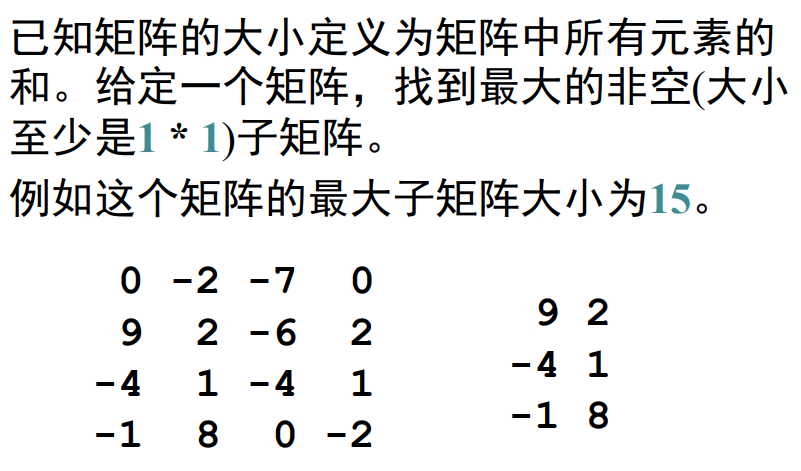 已知矩阵的大小定义为矩阵中所有元素的
和。给定一个矩阵，找到最大的非空(大小
至少是1 * 1)子矩阵。
例如这个矩阵的最大子矩阵大小为15。
0 -2 -7 0
9 2 -6 2
-4 1 -4 1
-1 8 0 -2
9 2
-4 1
-1 8